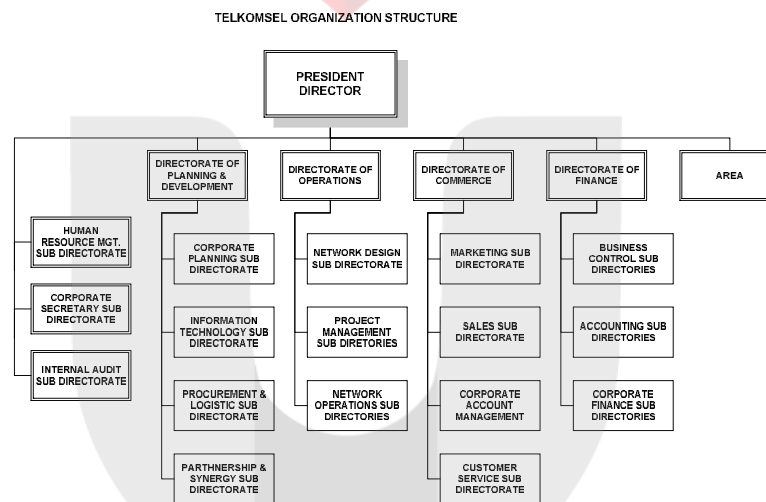 TELKOMSEL ORGANIZATION STRUCTURE
PRESIDENT
DIRECTOR
DIRECTORATE OF
PLANNING &
DEVELOPMENT
DIRECTORATE OF
OPERATIONS
DIRECTORATE OF
COMMERCE
DIRECTORATE OF
FINANCE
AREA
HUMAN
RESOURCE MGT.
SUB DIRECTORATE
CORPORATE
SECRETARY SUB
DIRECTORATE
INTERNAL AUDIT
SUB DIRECTORATE
CORPORATE
PLANNING SUB
DIRECTORATE
INFORMATION
TECHNOLOGY SUB
DIRECTORATE
PROCUREMENT &
LOGISTIC SUB
DIRECTORATE
PARTHNERSHIP &
SYNERGY SUB
DIRECTORATE
NETWORK DESIGN
SUB DIRECTORATE
PROJECT
MANAGEMENT
SUB DIRETORIES
NETWORK
OPERATIONS SUB
DIRECTORIES
MARKETING SUB
DIRECTORATE
SALES SUB
DIRECTORATE
CORPORATE
ACCOUNT
MANAGEMENT
CUSTOMER
SERVICE SUB
DIRECTORATE
BUSINESS
CONTROL SUB
DIRECTORIES
ACCOUNTING SUB
DIRECTORIES
CORPORATE
FINANCE SUB
DIRECTORIES